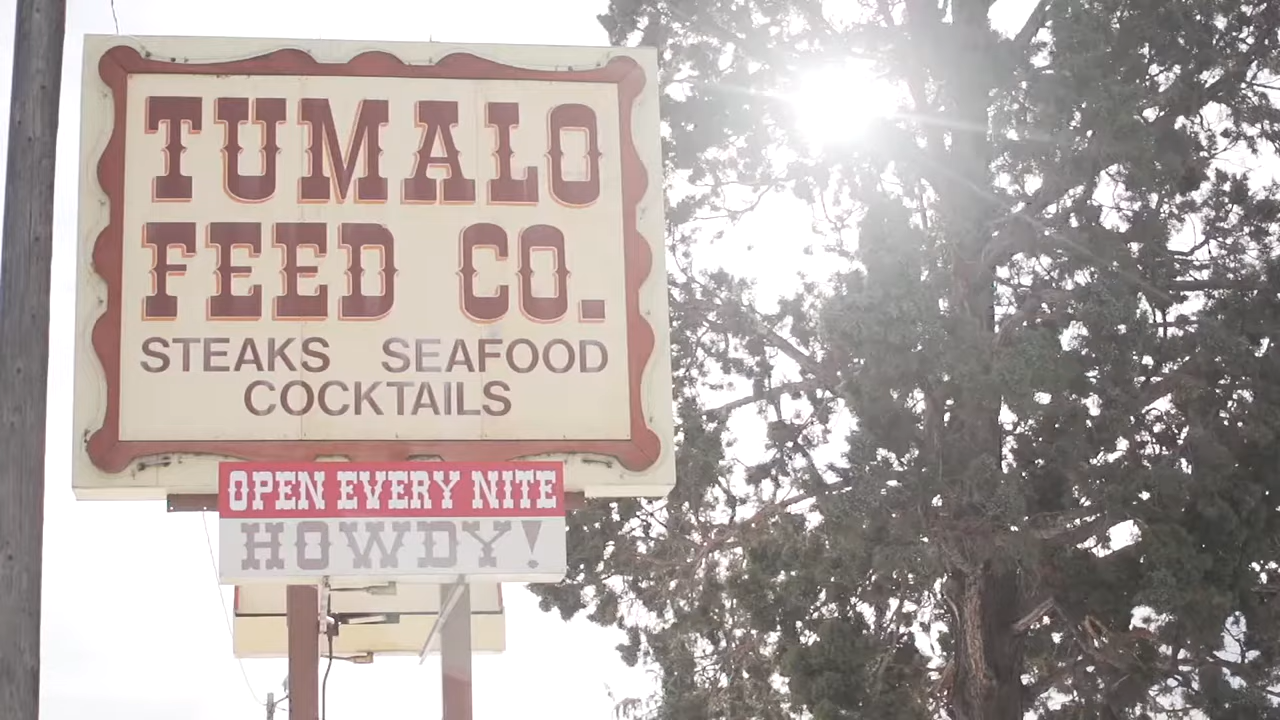 TUMALO
FEED CO.
STEAKS SEAFOOD
COCKTAILS
OPEN EVERY NITE
HOWDY!